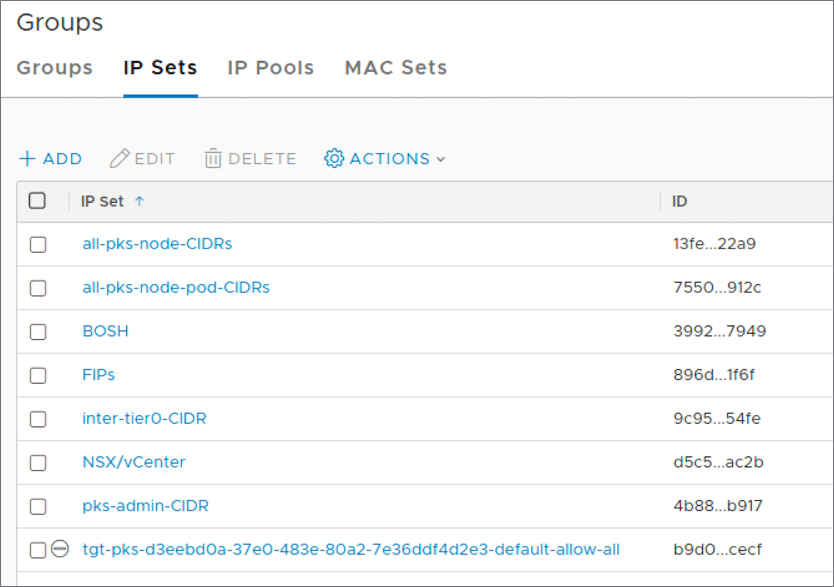 Groups
Groups IP Sets IP Pools MAC Sets
+ ADD EDIT DELETE ACTIONS
IP Set ↑ ID
all-pks-node-CIDRs 13fe...22a9
all-pks-node-pod-CIDRs 7550...912c
BOSH 3992...7949
FIPs 896d...1f6f
inter-tier0-CIDR 9c95...54fe
NSX/vCenter d5c5...ac2b
pks-admin-CIDR 4b88...b917
tgt-pks-d3eebd0a-37e0-483e-80a2-7e36ddf4d2e3-default-allow-all b9d0...cecf